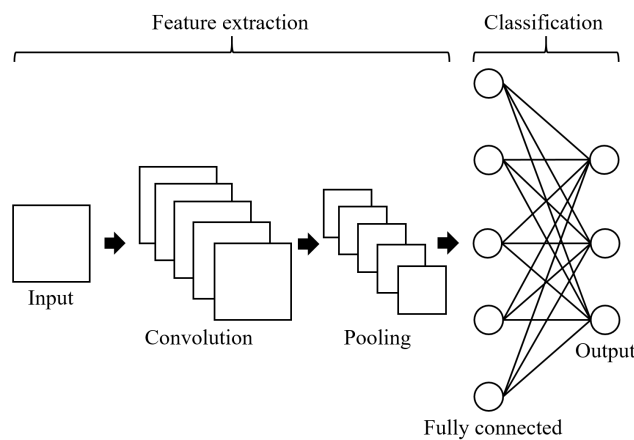 Feature extraction
Classification
Input
Convolution
Pooling
Output
Fully connected